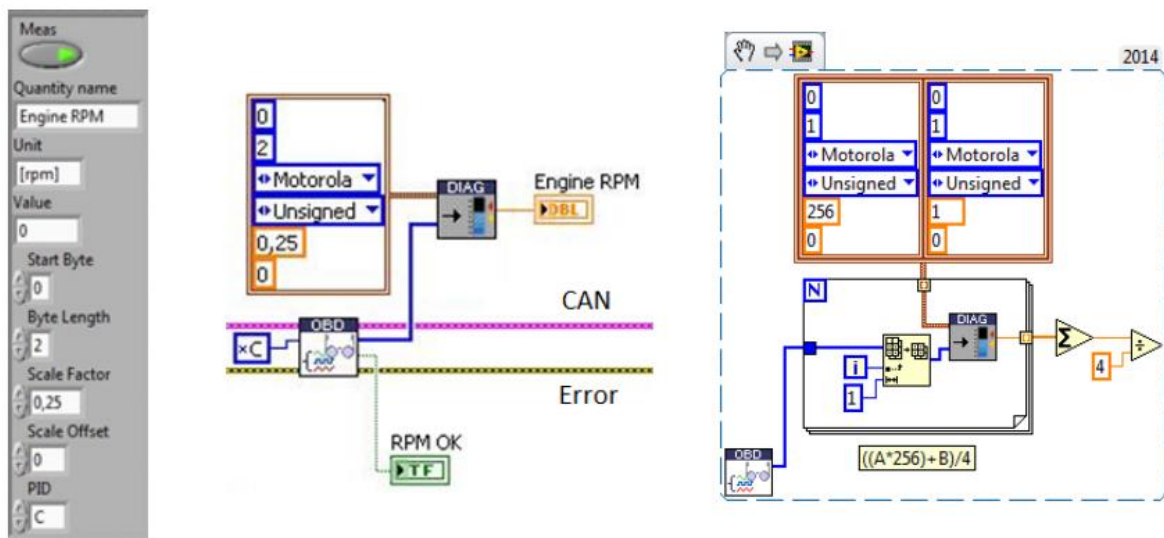 Meas
Quantity name
Engine RPM
Unit
[rpm]
Value
0
Start Byte
0
Byte Length
2
Scale Factor
0,25
Scale Offset
0
PID
C
0
2
Motorola
Unsigned
0,25
0
DIAG
Engine RPM
DBL
CAN
OBD
×C
Error
RPM OK
TF
2014
0 0
1 1
Motorola Motorola
Unsigned Unsigned
256 1
0 0
N
DIAG
i
1
Σ
÷
4
OBD
((A*256)+B)/4